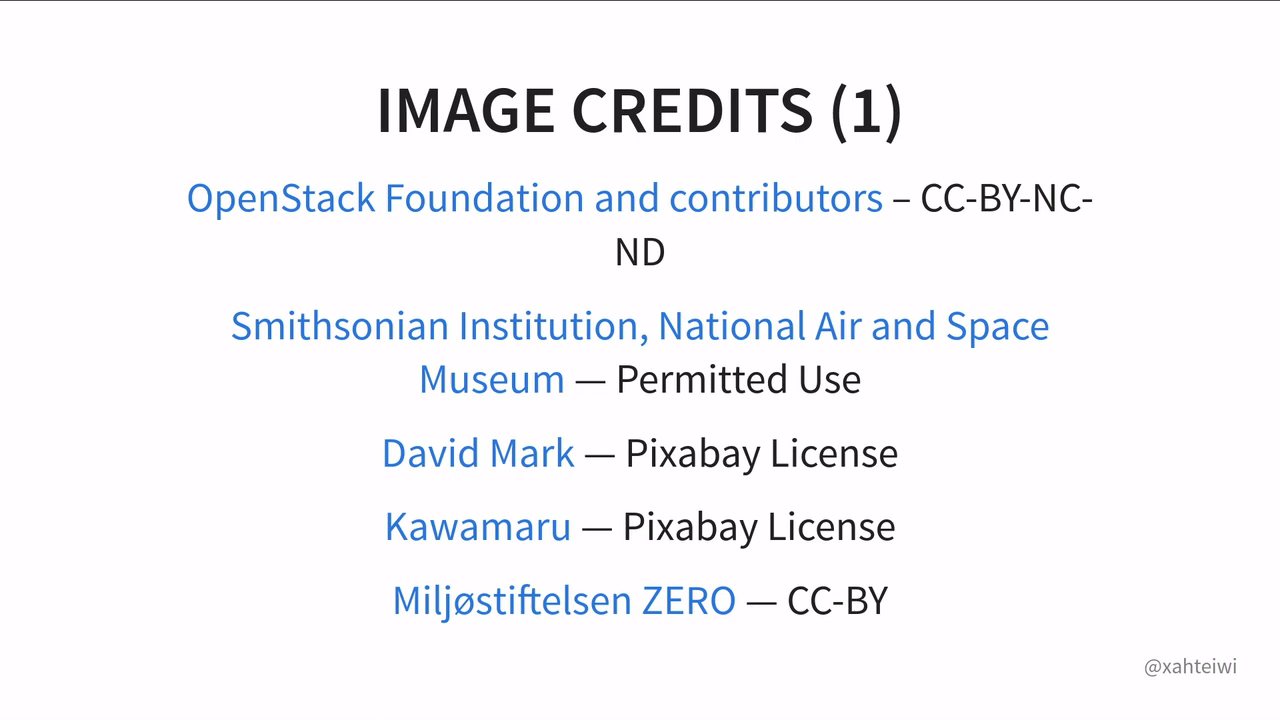 IMAGE CREDITS (1)
OpenStack Foundation and contributors – CC-BY-NC-
ND
Smithsonian Institution, National Air and Space
Museum — Permitted Use
David Mark — Pixabay License
Kawamaru — Pixabay License
Miljøstiftelsen ZERO — CC-BY
@xahteiwi